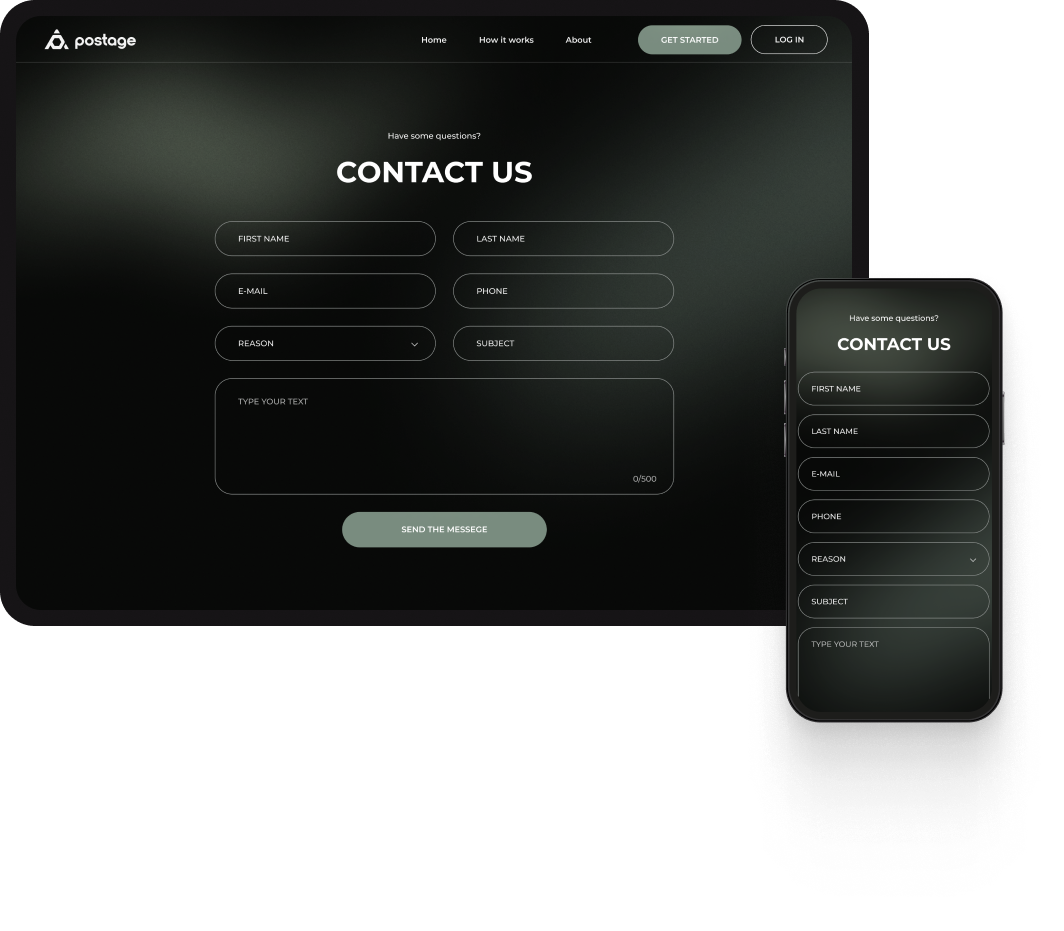 postage
Home How it works About GET STARTED LOG IN
Have some questions?
CONTACT US
FIRST NAME LAST NAME
E-MAIL PHONE
REASON SUBJECT
TYPE YOUR TEXT
0/500
SEND THE MESSEGE
Have some questions?
CONTACT US
FIRST NAME
LAST NAME
E-MAIL
PHONE
REASON
SUBJECT
TYPE YOUR TEXT